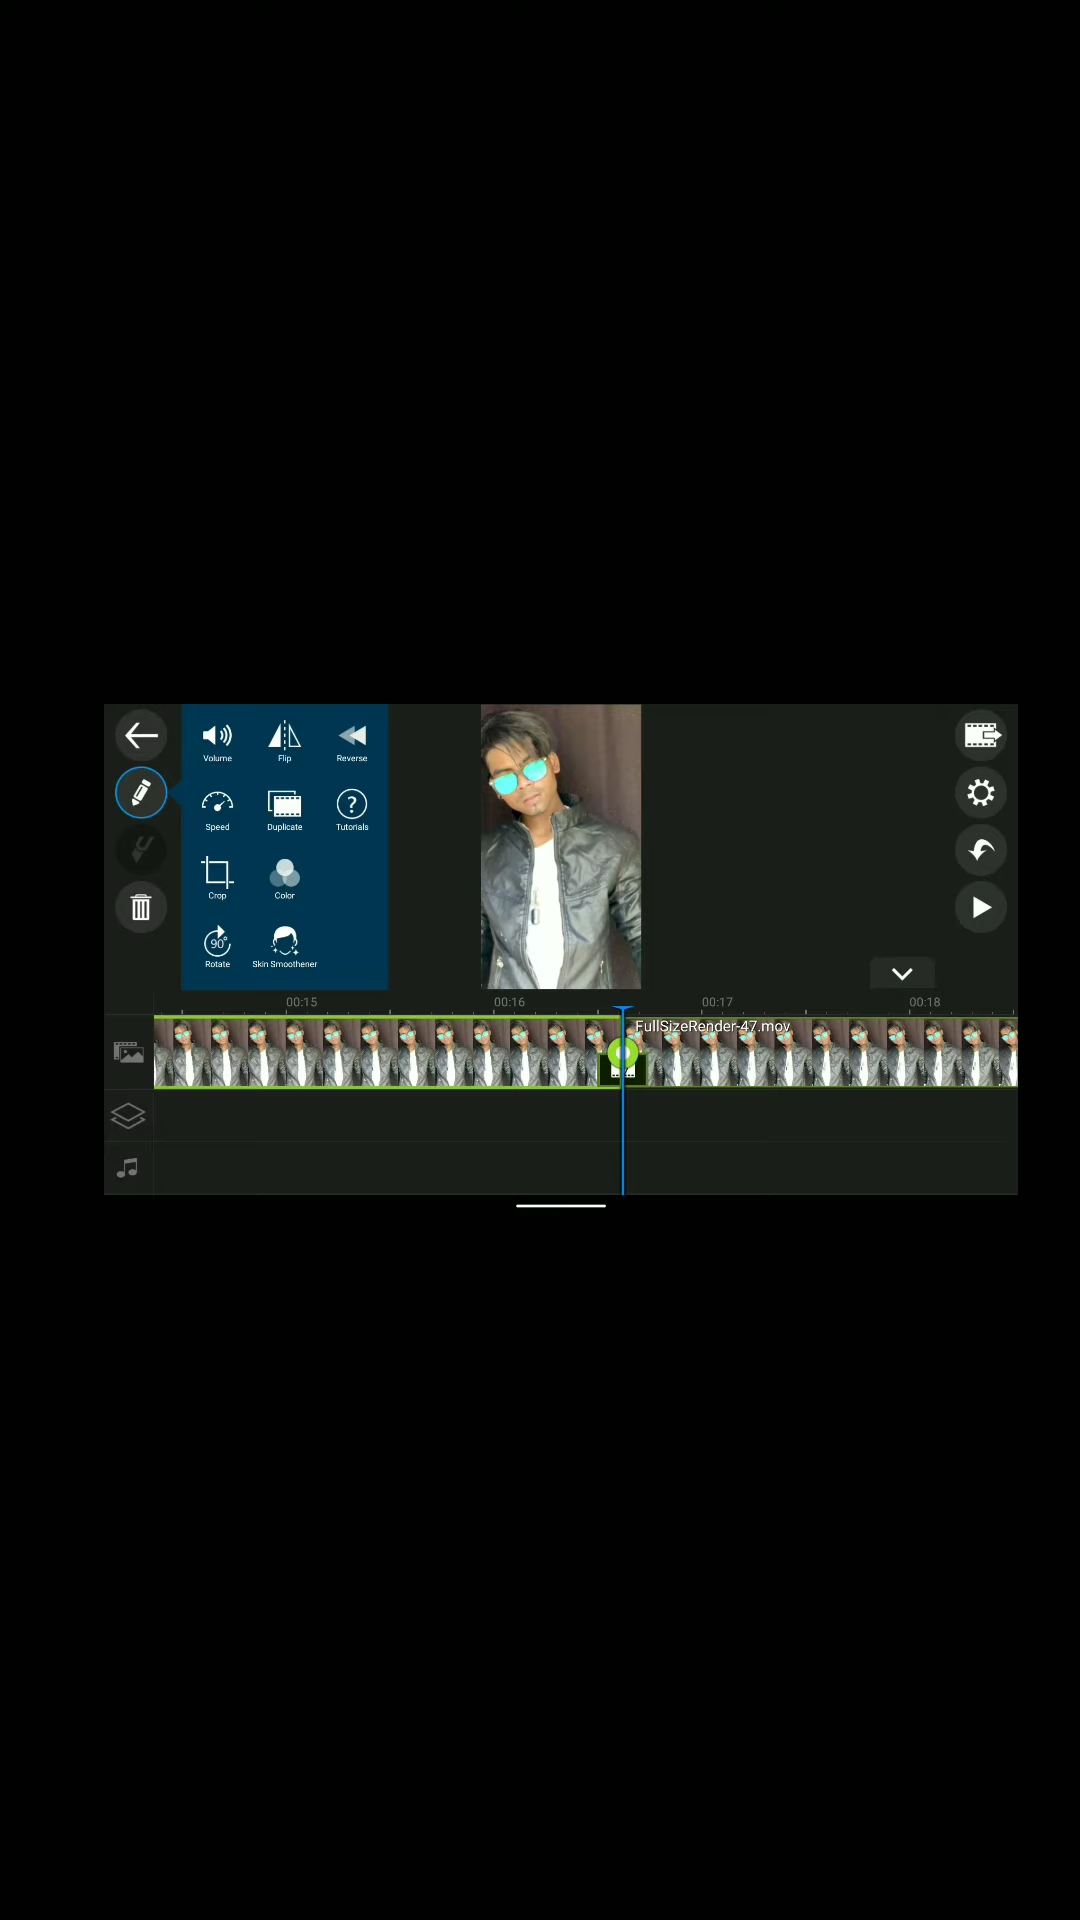 Volume Flip Reverse
Speed Duplicate Tutorials
?
Crop Color
90°
Rotate Skin Smoothener
00:15 00:16 00:17 00:18
FullSizeRender-47.mov